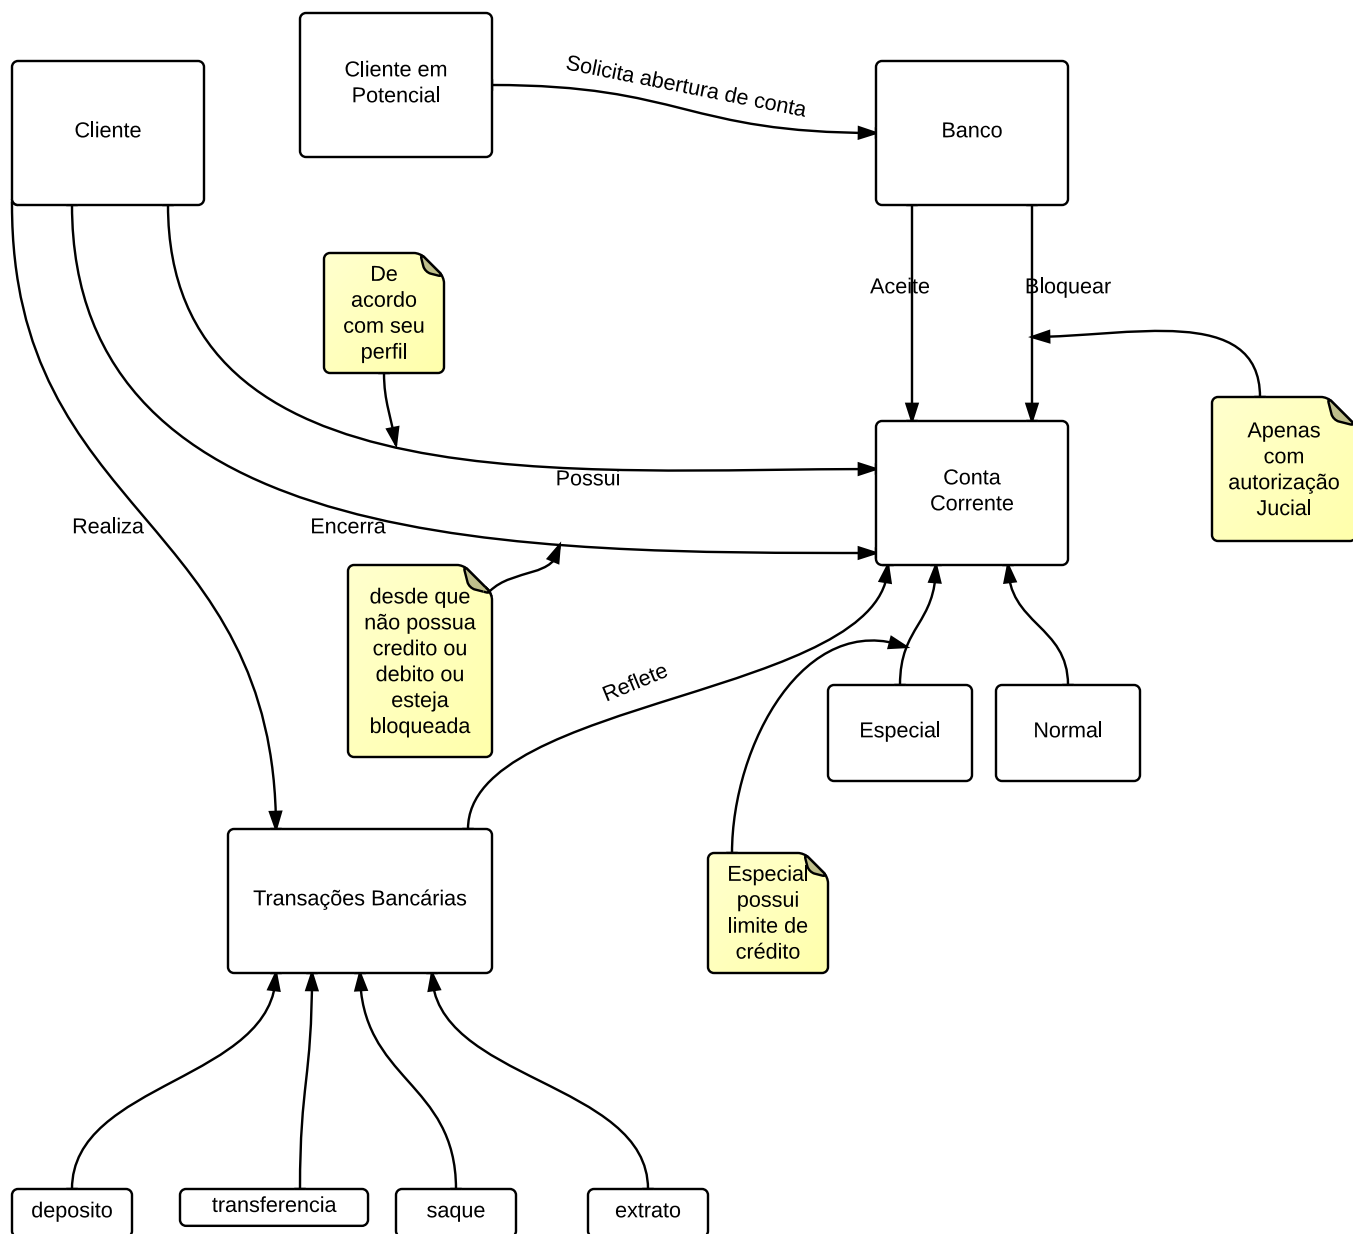 Cliente em
Potencial
Solicita abertura de conta
Cliente
Banco
De
acordo
com seu
perfil
Aceite
Bloquear
Apenas
com
autorização
Jucial
Possui
Conta
Corrente
Realiza
Encerra
desde que
não possua
credito ou
debito ou
esteja
bloqueada
Reflete
Especial
Normal
Transações Bancárias
Especial
possui
limite de
crédito
deposito
transferencia
saque
extrato